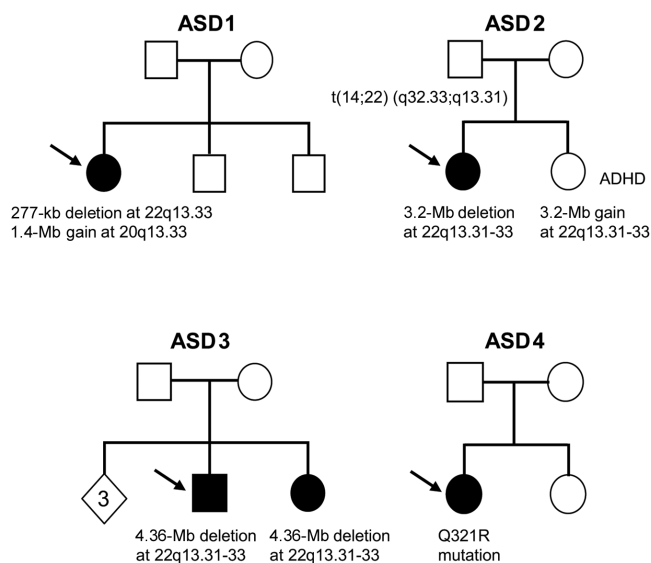 ASD1
277-kb deletion at 22q13.33
1.4-Mb gain at 20q13.33
ASD2
t(14;22) (q32.33;q13.31)
ADHD
3.2-Mb deletion
at 22q13.31-33
3.2-Mb gain
at 22q13.31-33
ASD3
3
4.36-Mb deletion
at 22q13.31-33
4.36-Mb deletion
at 22q13.31-33
ASD4
Q321R
mutation